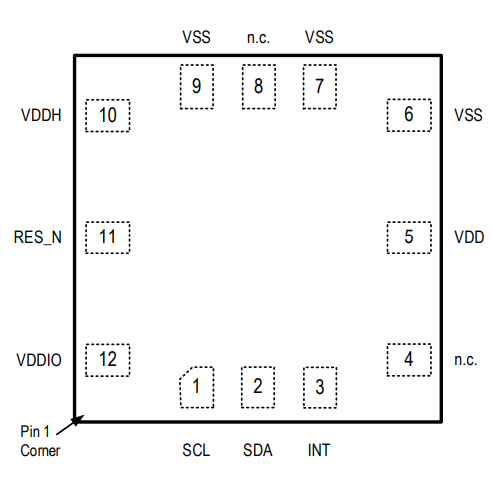 VSS n.c. VSS
9 8 7
VDDH 10 6 VSS
RES_N 11 5 VDD
VDDIO 12 4 n.c.
1 2 3
Pin 1
Corner
SCL SDA INT